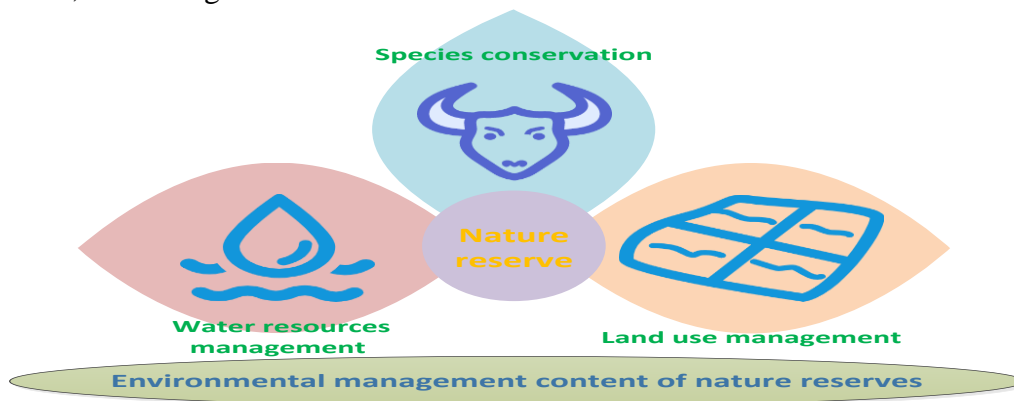 Species conservation
Nature
reserve
Water resources
management
Land use management
Environmental management content of nature reserves